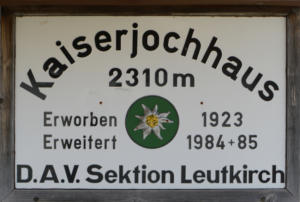 Kaiserjochhaus
2310 m
Erworben 1923
Erweitert 1984+85
D.A.V. Sektion Leutkirch